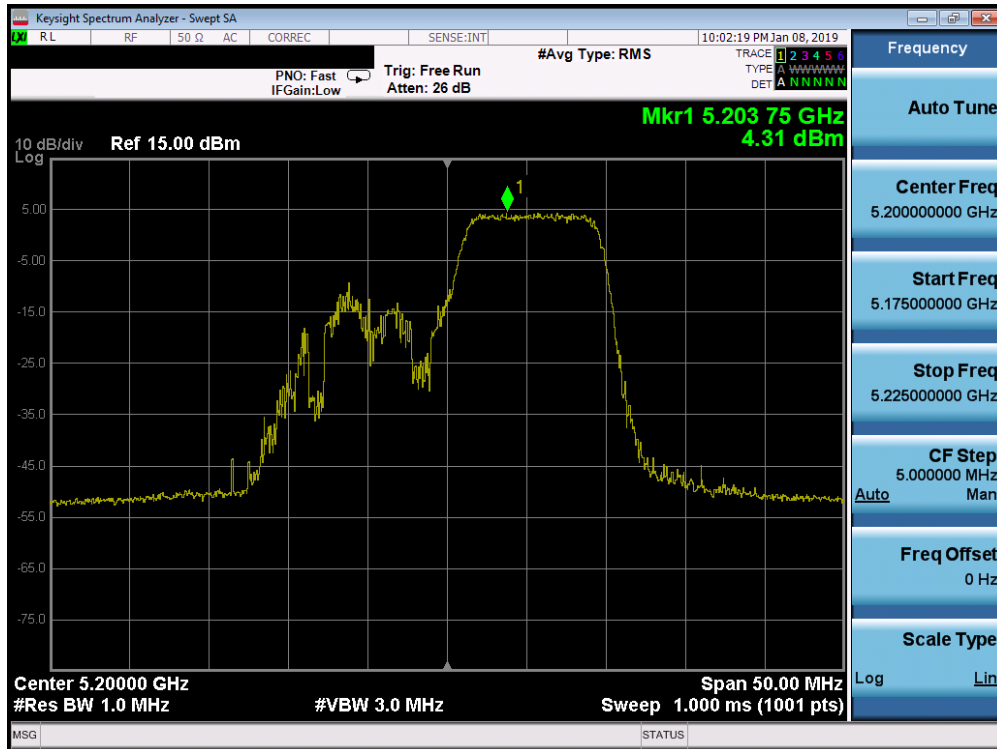 Keysight Spectrum Analyzer - Swept SA
LXI RL RF 50 Ω AC CORREC SENSE:INT 10:02:19 PM Jan 08, 2019
#Avg Type: RMS
TRACE 1 2 3 4 5 6
TYPE A WWWWWW
DET A N N N N N
PNO: Fast
IFGain:Low
Trig: Free Run
Atten: 26 dB
Mkr1 5.203 75 GHz
4.31 dBm
10 dB/div Ref 15.00 dBm
Log
1
5.00
-5.00
-15.0
-25.0
-35.0
-45.0
-55.0
-65.0
-75.0
Center 5.20000 GHz
Span 50.00 MHz
#Res BW 1.0 MHz
#VBW 3.0 MHz
Sweep 1.000 ms (1001 pts)
MSG
STATUS
Frequency
Auto Tune
Center Freq
5.200000000 GHz
Start Freq
5.175000000 GHz
Stop Freq
5.225000000 GHz
CF Step
5.000000 MHz
Auto Man
Freq Offset
0 Hz
Scale Type
Log Lin